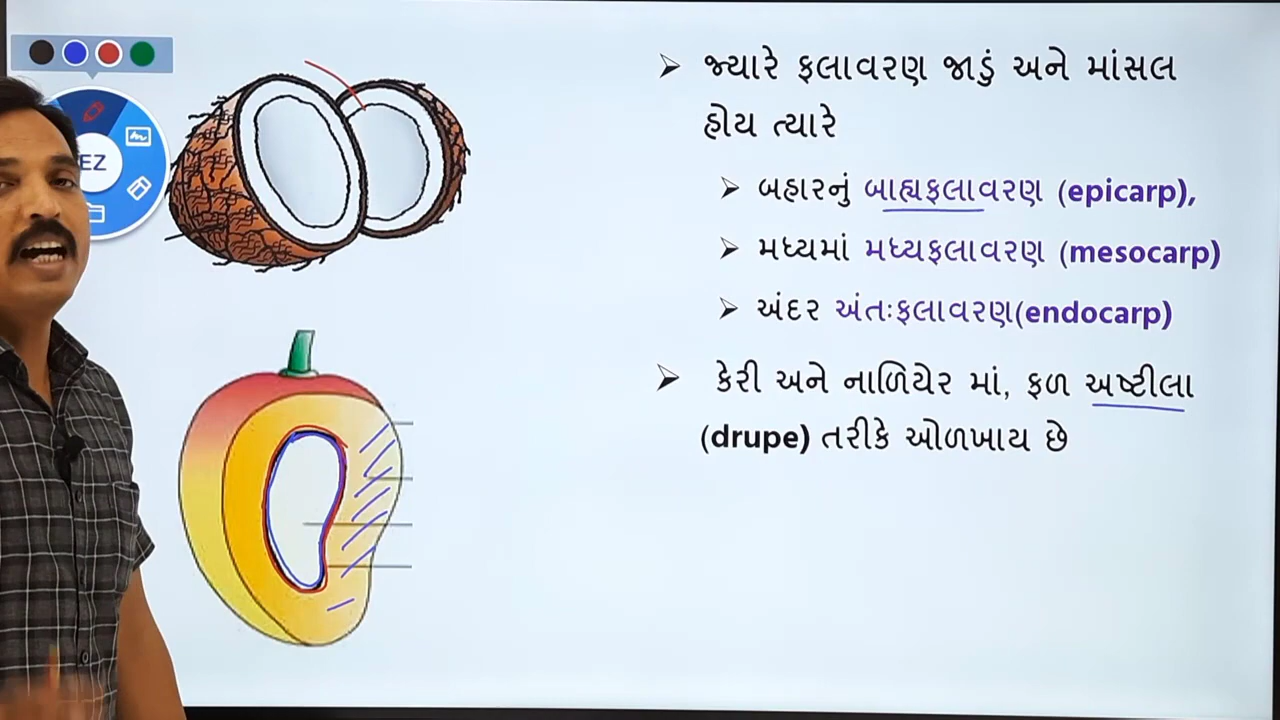 EZ
➢ જ્યારે ફલાવરણ જાડું અને માંસલ
હોય ત્યારે
➢ બહારનું બાહ્યફલાવરણ (epicarp),
➢ મધ્યમાં મધ્યફલાવરણ (mesocarp)
➢ અંદર અંતઃફલાવરણ(endocarp)
➢ કેરી અને નાળિયેર માં, ફળ અષ્ટીલા
(drupe) તરીકે ઓળખાય છે